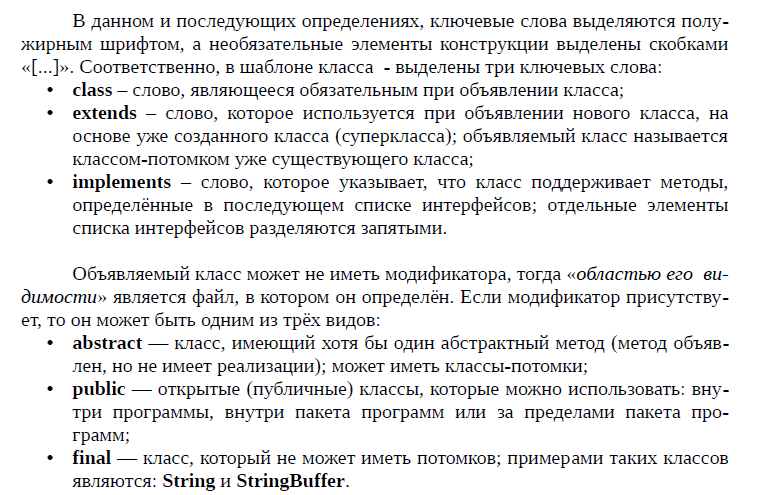 В данном и последующих определениях, ключевые слова выделяются полу-
жирным шрифтом, а необязательные элементы конструкции выделены скобками
«[...]». Соответственно, в шаблоне класса - выделены три ключевых слова:
• class – слово, являющееся обязательным при объявлении класса;
• extends – слово, которое используется при объявлении нового класса, на
основе уже созданного класса (суперкласса); объявляемый класс называется
классом-потомком уже существующего класса;
• implements – слово, которое указывает, что класс поддерживает методы,
определённые в последующем списке интерфейсов; отдельные элементы
списка интерфейсов разделяются запятыми.
Объявляемый класс может не иметь модификатора, тогда «областью его ви-
димости» является файл, в котором он определён. Если модификатор присутству-
ет, то он может быть одним из трёх видов:
• abstract — класс, имеющий хотя бы один абстрактный метод (метод объяв-
лен, но не имеет реализации); может иметь классы-потомки;
• public — открытые (публичные) классы, которые можно использовать: вну-
три программы, внутри пакета программ или за пределами пакета про-
грамм;
• final — класс, который не может иметь потомков; примерами таких классов
являются: String и StringBuffer.